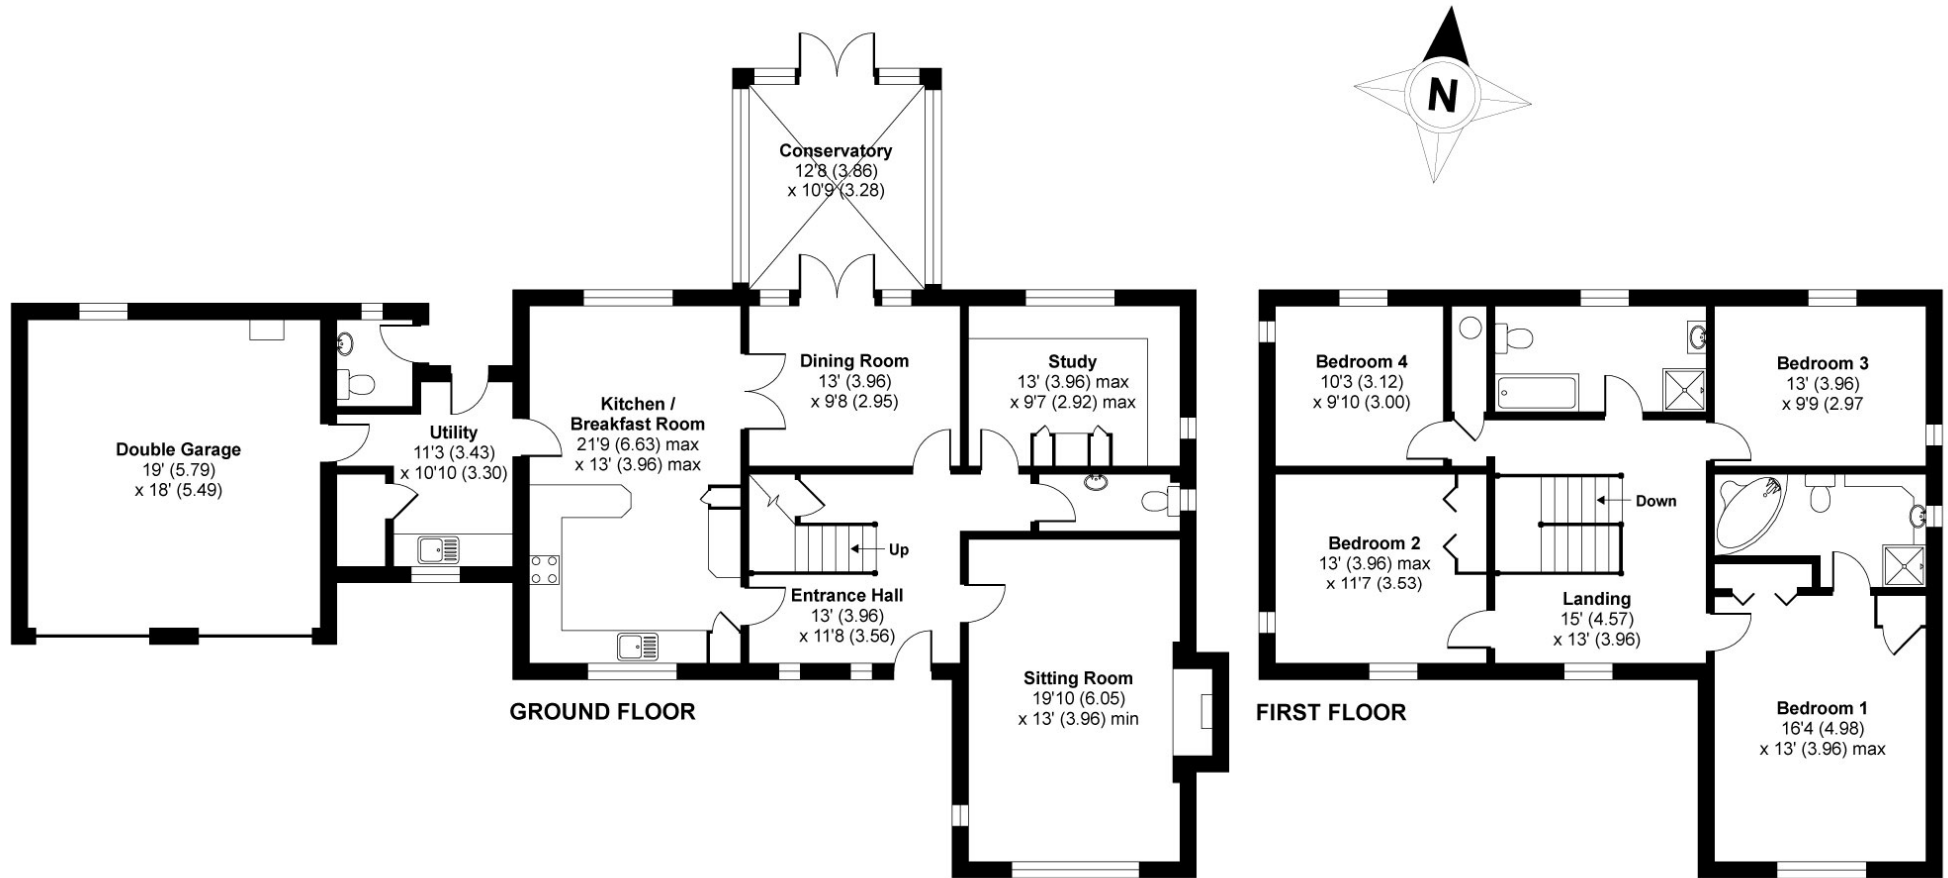 N
Conservatory
12'8 (3.86)
x 10'9 (3.28)
Dining Room
13' (3.96)
x 9'8 (2.95)
Study
13' (3.96) max
x 9'7 (2.92) max
Kitchen /
Breakfast Room
21'9 (6.63) max
x 13' (3.96) max
Utility
11'3 (3.43)
x 10'10 (3.30)
Double Garage
19' (5.79)
x 18' (5.49)
Up
Entrance Hall
13' (3.96)
x 11'8 (3.56)
Sitting Room
19'10 (6.05)
x 13' (3.96) min
GROUND FLOOR
Bedroom 4
10'3 (3.12)
x 9'10 (3.00)
Bedroom 3
13' (3.96)
x 9'9 (2.97
Down
Bedroom 2
13' (3.96) max
x 11'7 (3.53)
Landing
15' (4.57)
x 13' (3.96)
Bedroom 1
16'4 (4.98)
x 13' (3.96) max
FIRST FLOOR